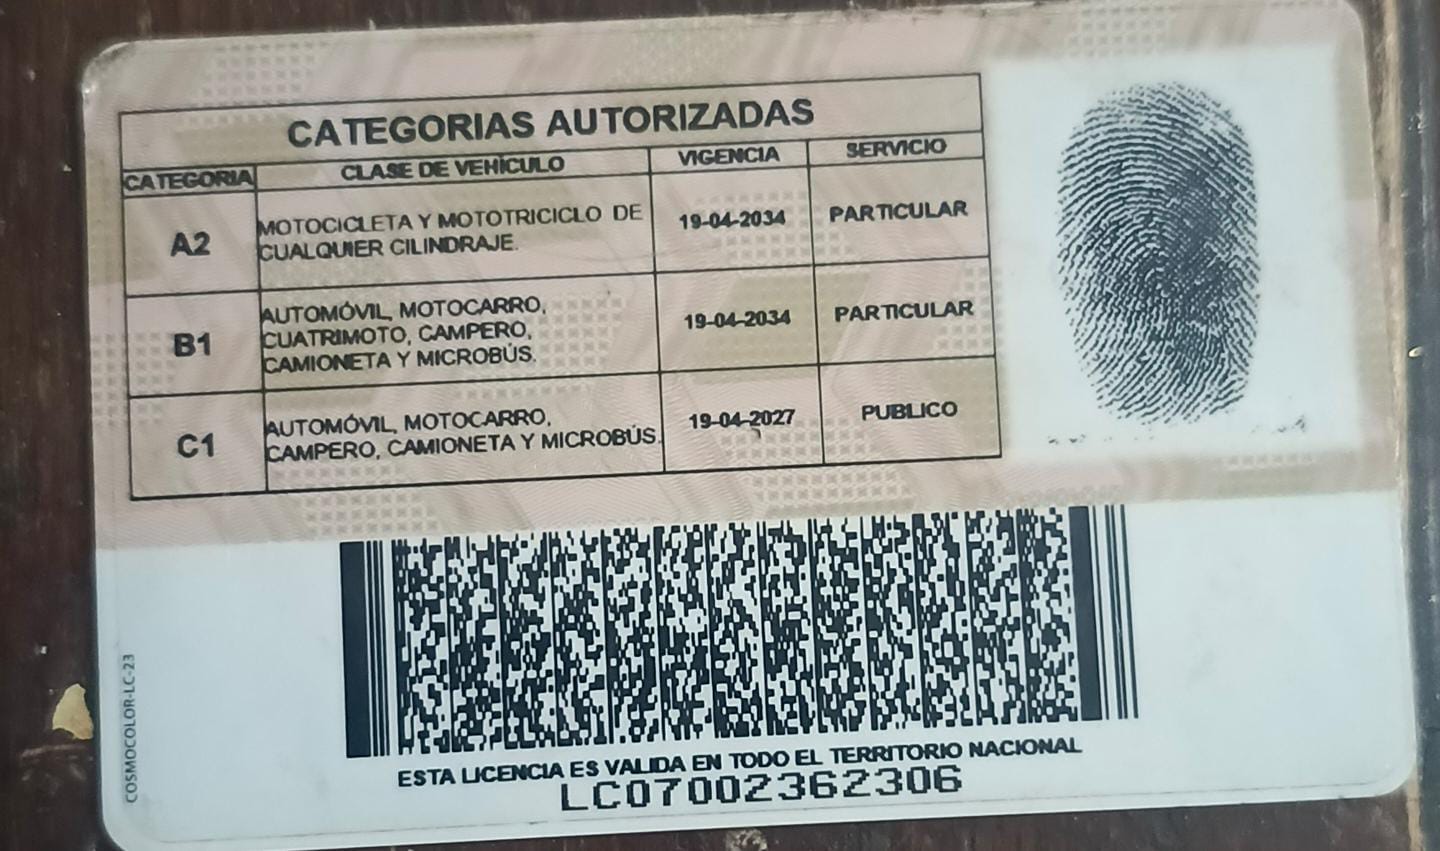 CATEGORIAS AUTORIZADAS
CATEGORIA CLASE DE VEHÍCULO VIGENCIA SERVICIO
A2 MOTOCICLETA Y MOTOTRICICLO DE CUALQUIER CILINDRAJE. 19-04-2034 PARTICULAR
B1 AUTOMÓVIL, MOTOCARRO, CUATRIMOTO, CAMPERO, CAMIONETA Y MICROBÚS. 19-04-2034 PARTICULAR
C1 AUTOMÓVIL, MOTOCARRO, CAMPERO, CAMIONETA Y MICROBÚS. 19-04-2027 PUBLICO
COSMOCOLOR-LC-23
ESTA LICENCIA ES VALIDA EN TODO EL TERRITORIO NACIONAL
LC07002362306